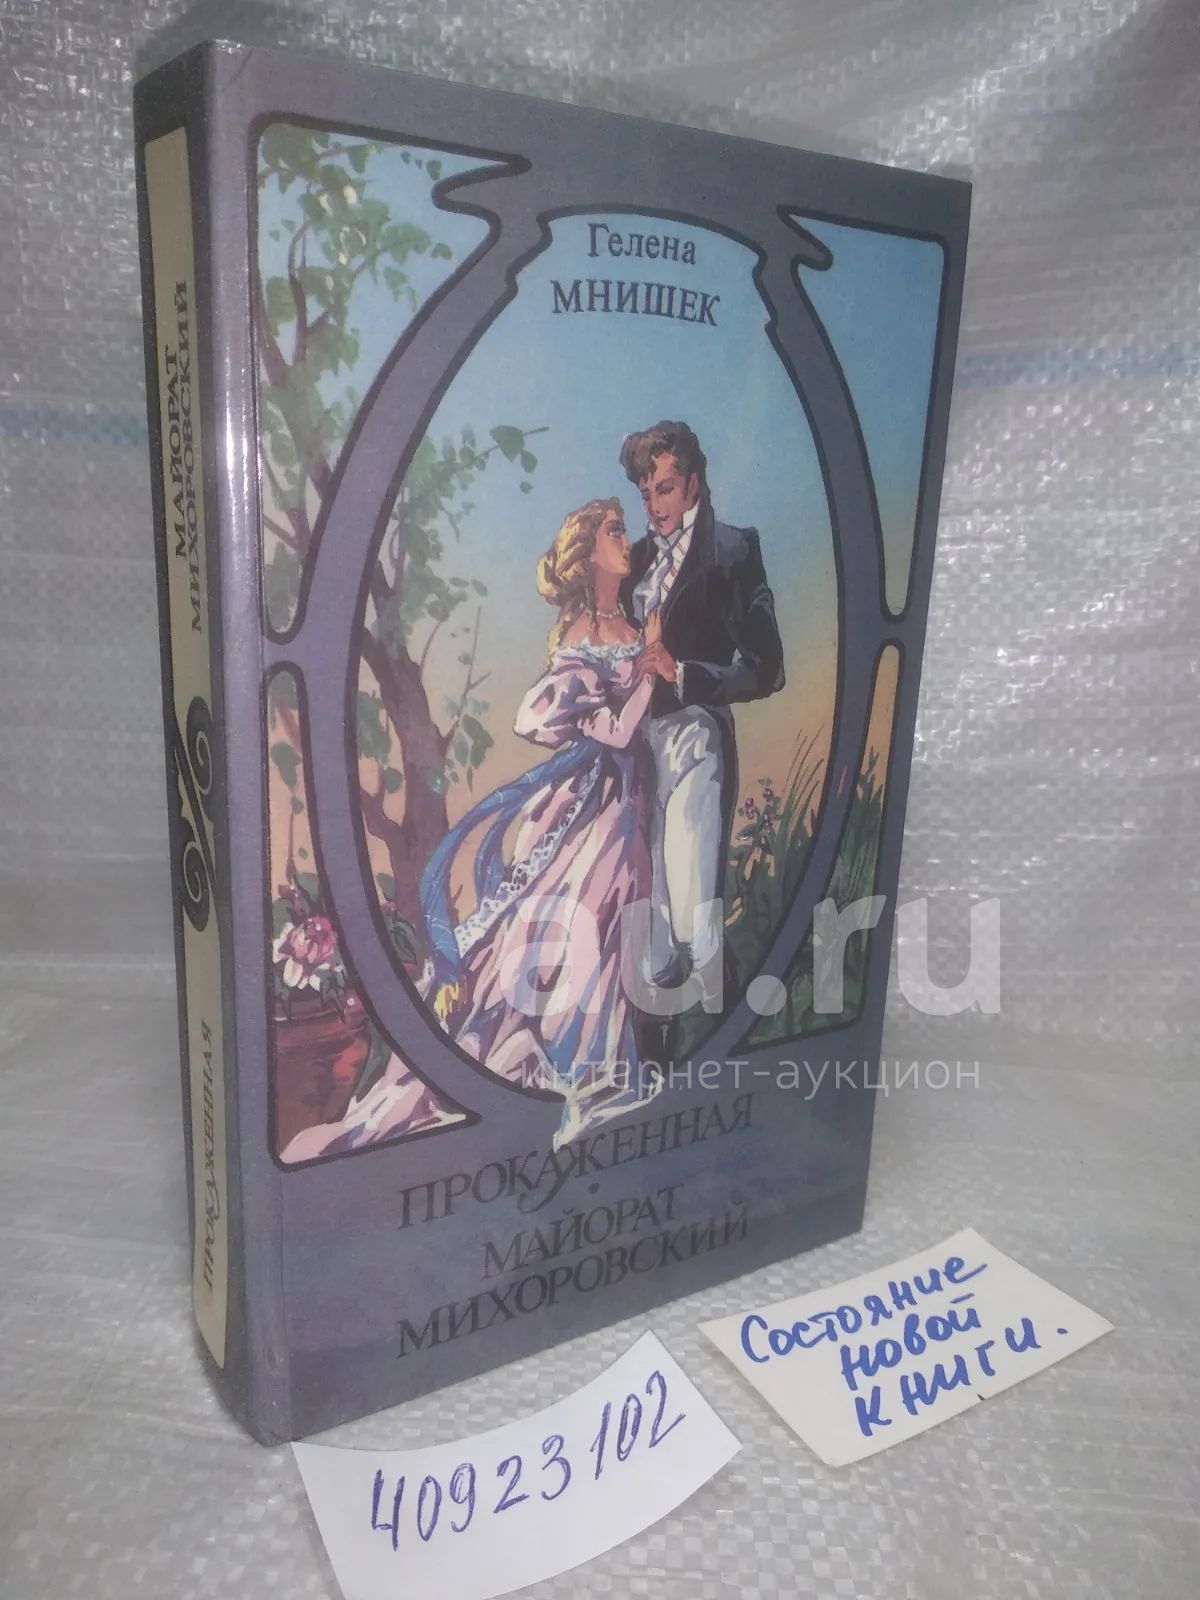 Гелена
МНИШЕК
ПРОКАЖЕННАЯ
МАЙОРАТ
МИХОРОВСКИЙ
МАЙОРАТ
МИХОРОВСКИЙ
ПРОКАЖЕННАЯ
au.ru
интернет-аукцион
Состояние
новой
книги.
40923102